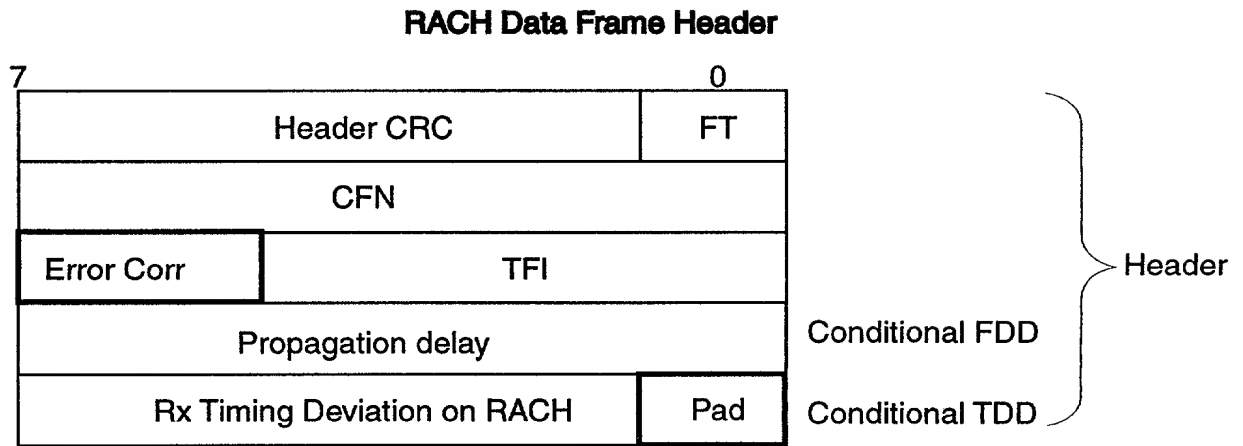 RACH Data Frame Header
7 0
Header CRC FT
CFN
Error Corr TFI
Header
Propagation delay Conditional FDD
Rx Timing Deviation on RACH Pad Conditional TDD